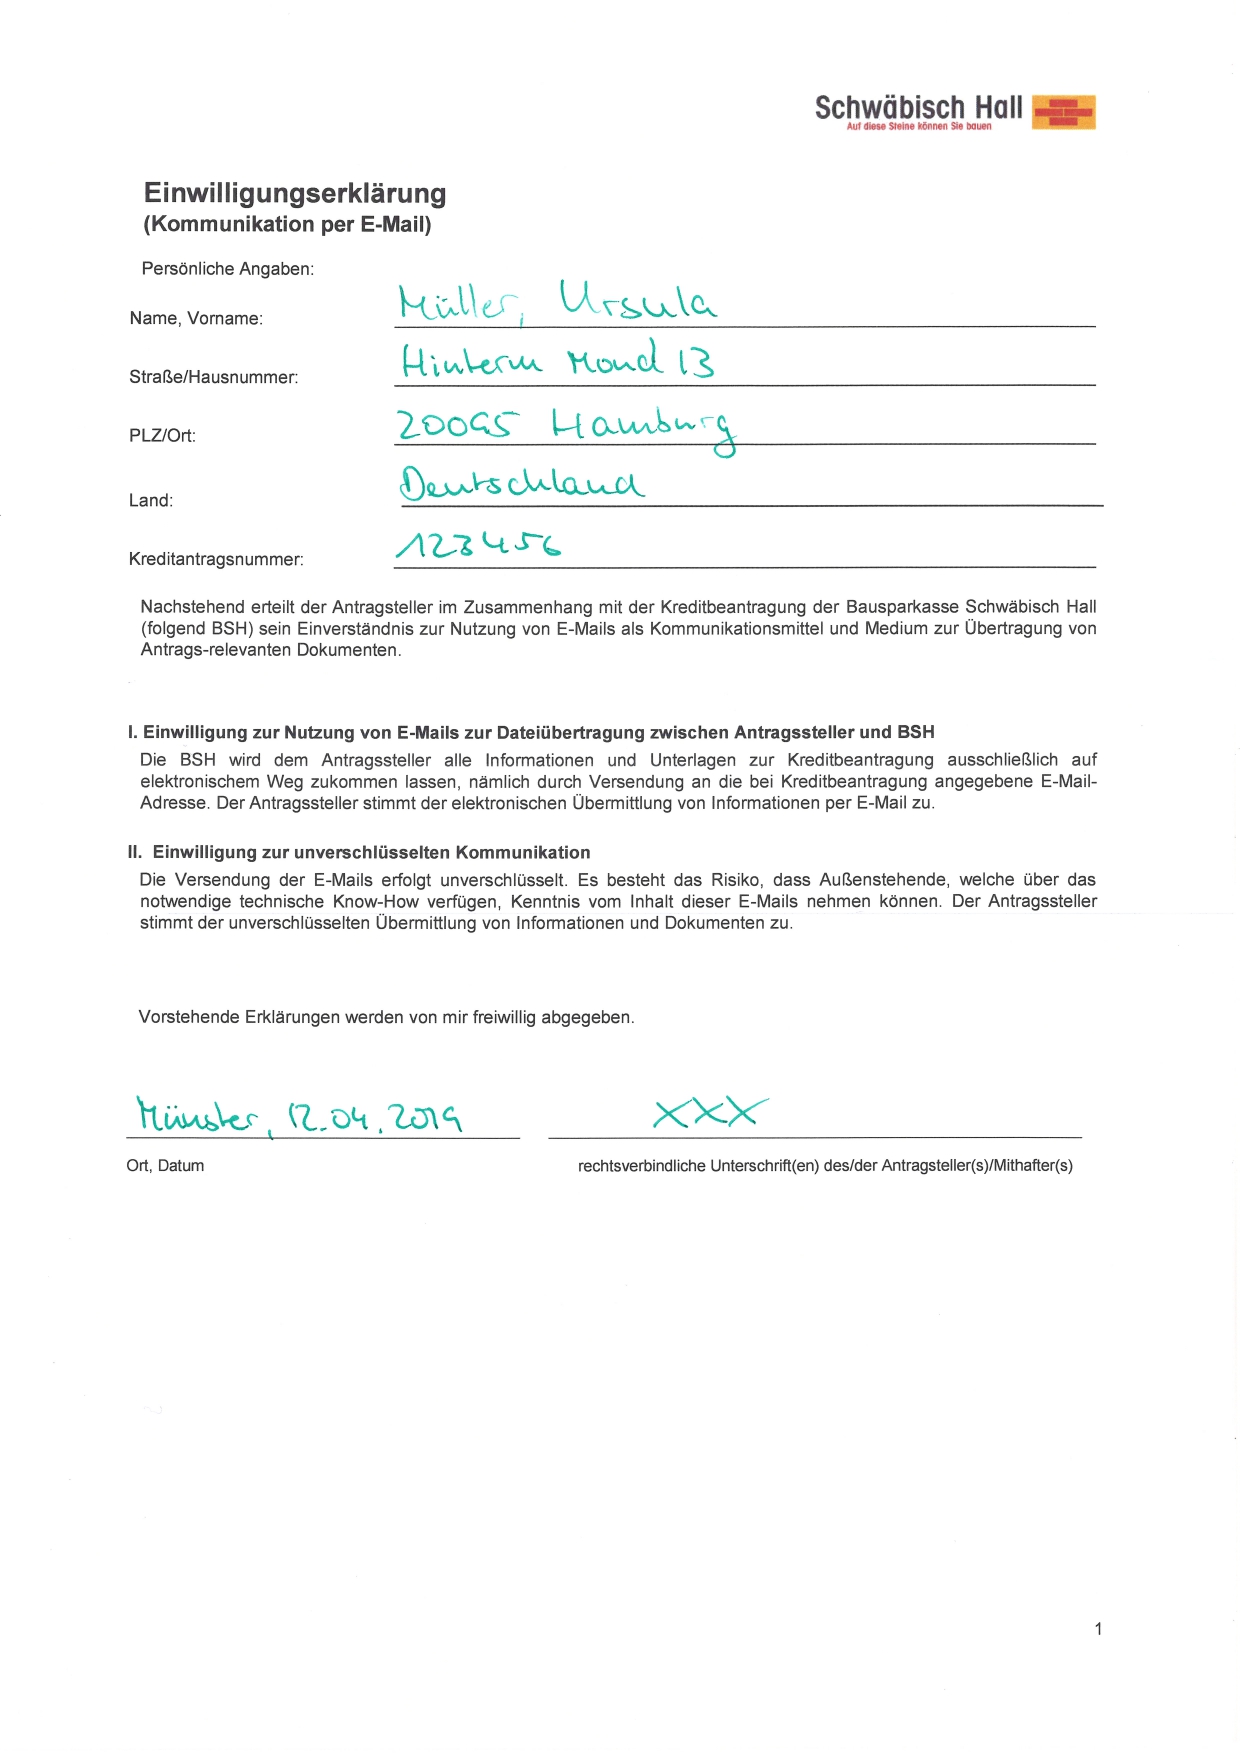 Schwäbisch Hall
Auf diese Steine können Sie bauen
Einwilligungserklärung
(Kommunikation per E-Mail)
Persönliche Angaben:
Name, Vorname: Müller, Ursula
Straße/Hausnummer: Hinterm Mond 13
PLZ/Ort: 20095 Hamburg
Land: Deutschland
Kreditantragsnummer: 123456
Nachstehend erteilt der Antragsteller im Zusammenhang mit der Kreditbeantragung der Bausparkasse Schwäbisch Hall
(folgend BSH) sein Einverständnis zur Nutzung von E-Mails als Kommunikationsmittel und Medium zur Übertragung von
Antrags-relevanten Dokumenten.
I. Einwilligung zur Nutzung von E-Mails zur Dateiübertragung zwischen Antragssteller und BSH
Die BSH wird dem Antragssteller alle Informationen und Unterlagen zur Kreditbeantragung ausschließlich auf
elektronischem Weg zukommen lassen, nämlich durch Versendung an die bei Kreditbeantragung angegebene E-Mail-
Adresse. Der Antragssteller stimmt der elektronischen Übermittlung von Informationen per E-Mail zu.
II. Einwilligung zur unverschlüsselten Kommunikation
Die Versendung der E-Mails erfolgt unverschlüsselt. Es besteht das Risiko, dass Außenstehende, welche über das
notwendige technische Know-How verfügen, Kenntnis vom Inhalt dieser E-Mails nehmen können. Der Antragssteller
stimmt der unverschlüsselten Übermittlung von Informationen und Dokumenten zu.
Vorstehende Erklärungen werden von mir freiwillig abgegeben.
Münster, 12.04.2019 XXX
Ort, Datum rechtsverbindliche Unterschrift(en) des/der Antragsteller(s)/Mithafter(s)
1